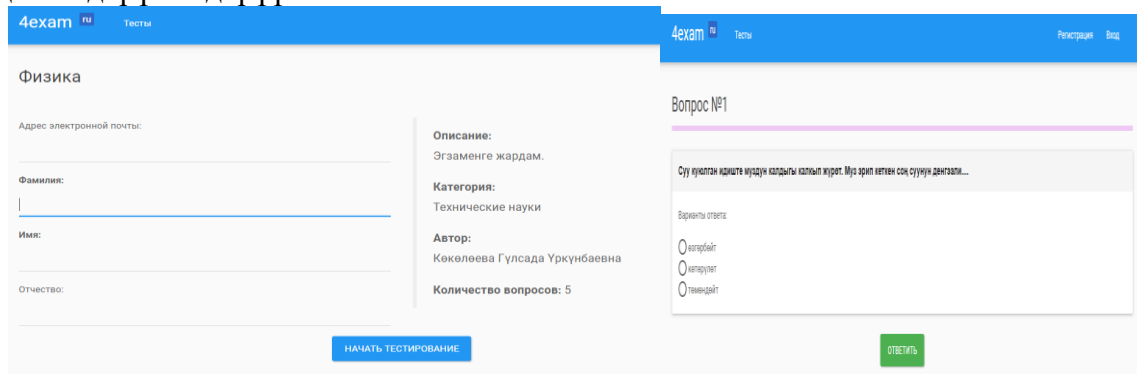 4exam ru Тесты
Физика
Адрес электронной почты:
Фамилия:
Имя:
Отчество:
Описание:
Эгзаменге жардам.
Категория:
Технические науки
Автор:
Көкөлөева Гүлсада Үркүнбаевна
Количество вопросов: 5
НАЧАТЬ ТЕСТИРОВАНИЕ
4exam ru Тесты Регистрация Вход
Вопрос №1
Суу куюлган идиште муздун калдыгы калкып жүрөт. Муз эрип кеткен соң суунун деңгээли....
Варианты ответа:
өзгөрбөйт
көтөрүлөт
төмөндөйт
ОТВЕТИТЬ